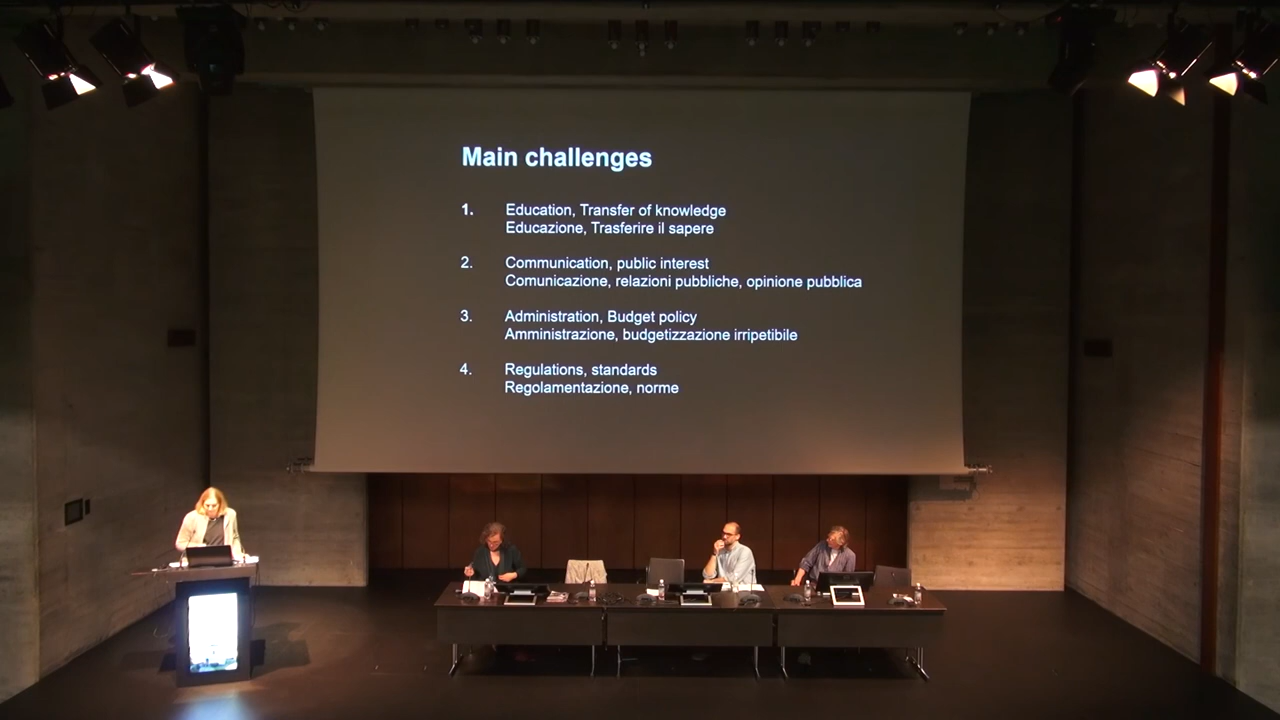 Main challenges
1. Education, Transfer of knowledge
Educazione, Trasferire il sapere
2. Communication, public interest
Comunicazione, relazioni pubbliche, opinione pubblica
3. Administration, Budget policy
Amministrazione, budgetizzazione irripetibile
4. Regulations, standards
Regolamentazione, norme